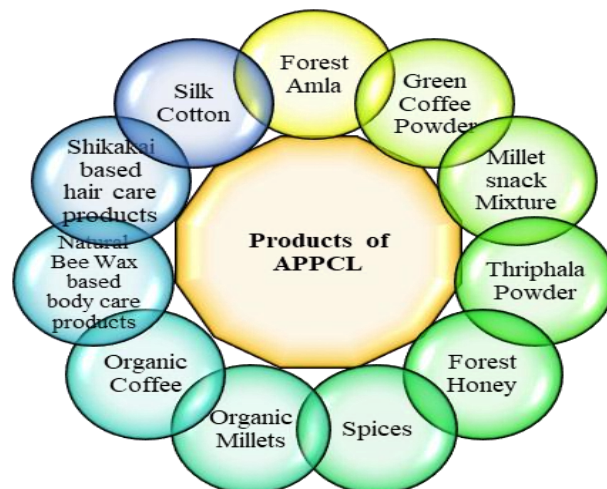 Products of
APPCL
Forest
Amla
Green
Coffee
Powder
Millet
snack
Mixture
Thriphala
Powder
Forest
Honey
Spices
Organic
Millets
Organic
Coffee
Natural
Bee Wax
based
body care
products
Shikakai
based
hair care
products
Silk
Cotton